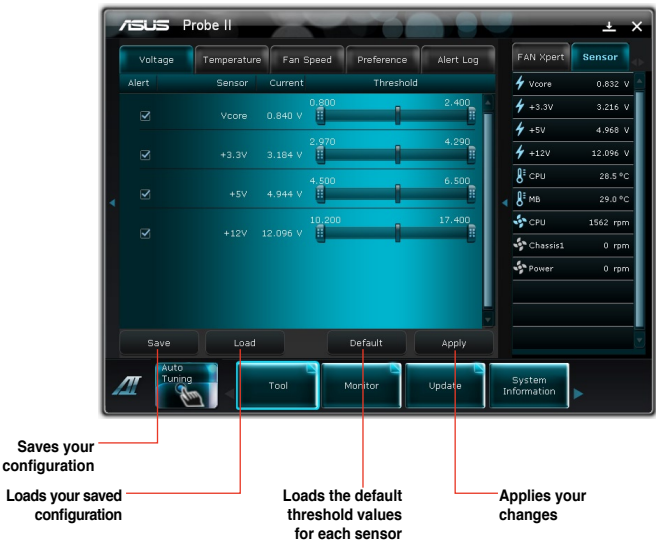 ASUS Probe II
Voltage Temperature Fan Speed Preference Alert Log
Alert Sensor Current Threshold
0.800 2.400
Vcore 0.840 V
2.970 4.290
+3.3V 3.184 V
4.500 6.500
+5V 4.944 V
10.200 17.400
+12V 12.096 V
Save Load Default Apply
FAN Xpert Sensor
Vcore 0.832 V
+3.3V 3.216 V
+5V 4.968 V
+12V 12.096 V
CPU 28.5 °C
MB 29.0 °C
CPU 1562 rpm
Chassis1 0 rpm
Power 0 rpm
Auto
Tuning
Tool
Monitor
Update
System
Information
Saves your
configuration
Loads your saved
configuration
Loads the default
threshold values
for each sensor
Applies your
changes